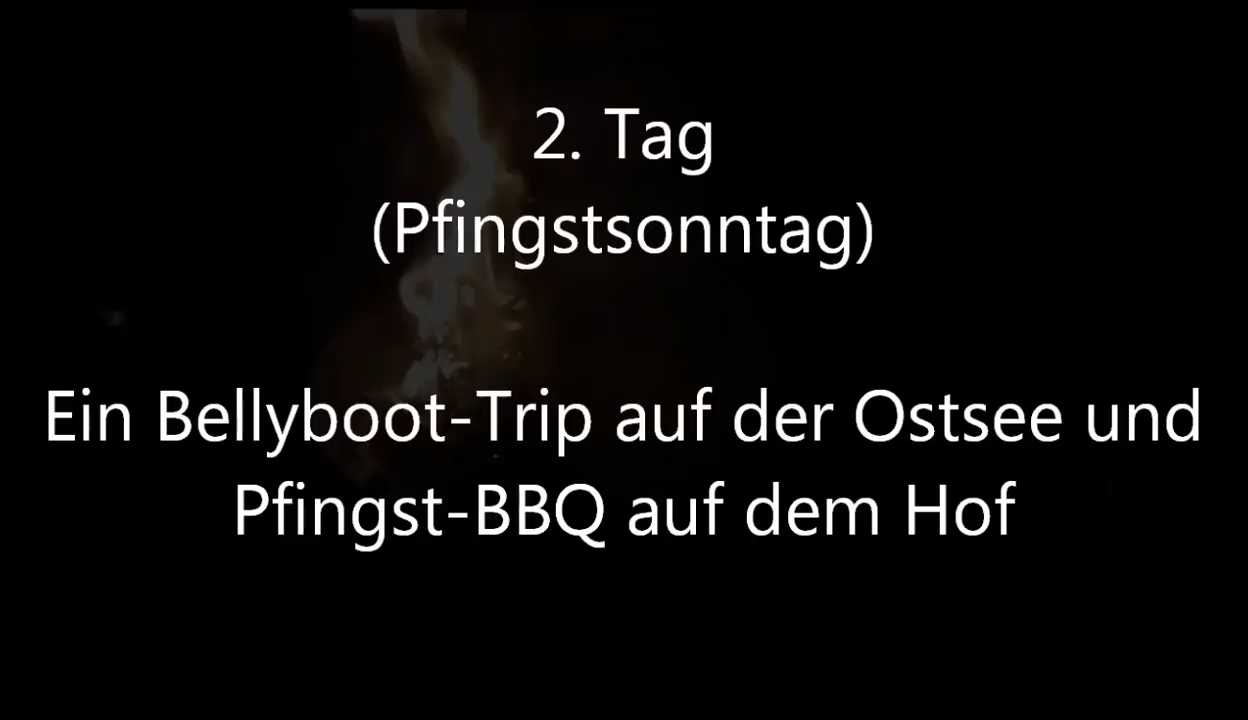 2. Tag
(Pfingstsonntag)
Ein Bellyboot-Trip auf der Ostsee und
Pfingst-BBQ auf dem Hof